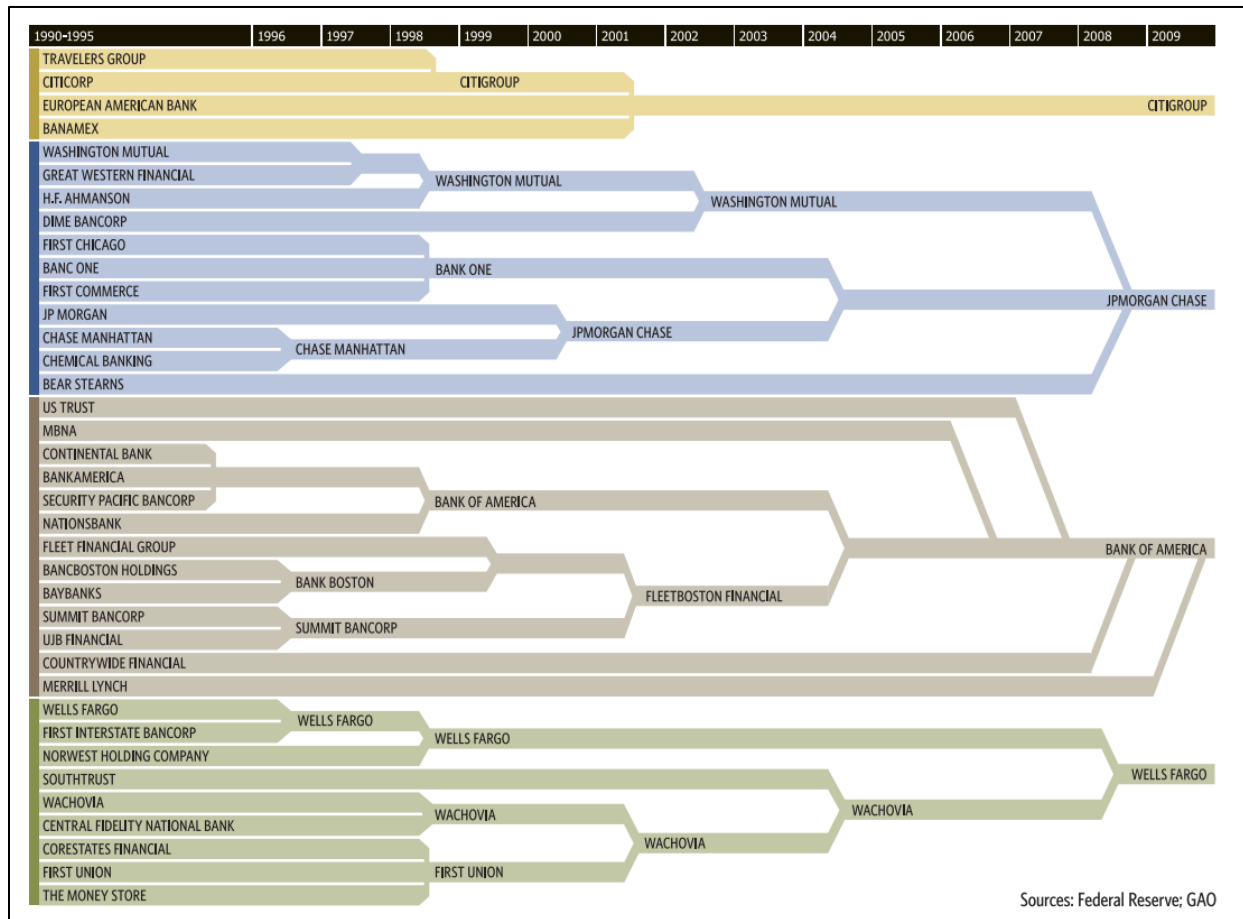 1990-1995 1996 1997 1998 1999 2000 2001 2002 2003 2004 2005 2006 2007 2008 2009
TRAVELERS GROUP
CITICORP CITIGROUP
EUROPEAN AMERICAN BANK CITIGROUP
BANAMEX
WASHINGTON MUTUAL
GREAT WESTERN FINANCIAL WASHINGTON MUTUAL
H.F. AHMANSON WASHINGTON MUTUAL
DIME BANCORP
FIRST CHICAGO
BANC ONE BANK ONE
FIRST COMMERCE JPMORGAN CHASE
JP MORGAN
CHASE MANHATTAN JPMORGAN CHASE
CHASE MANHATTAN
CHEMICAL BANKING
BEAR STEARNS
US TRUST
MBNA
CONTINENTAL BANK
BANKAMERICA
SECURITY PACIFIC BANCORP BANK OF AMERICA
NATIONSBANK
FLEET FINANCIAL GROUP BANK OF AMERICA
BANCBOSTON HOLDINGS BANK BOSTON
BAYBANKS FLEETBOSTON FINANCIAL
SUMMIT BANCORP SUMMIT BANCORP
UJB FINANCIAL
COUNTRYWIDE FINANCIAL
MERRILL LYNCH
WELLS FARGO WELLS FARGO
FIRST INTERSTATE BANCORP WELLS FARGO
NORWEST HOLDING COMPANY
SOUTHTRUST WELLS FARGO
WACHOVIA WACHOVIA WACHOVIA
CENTRAL FIDELITY NATIONAL BANK
CORESTATES FINANCIAL WACHOVIA
FIRST UNION FIRST UNION
THE MONEY STORE
Sources: Federal Reserve; GAO